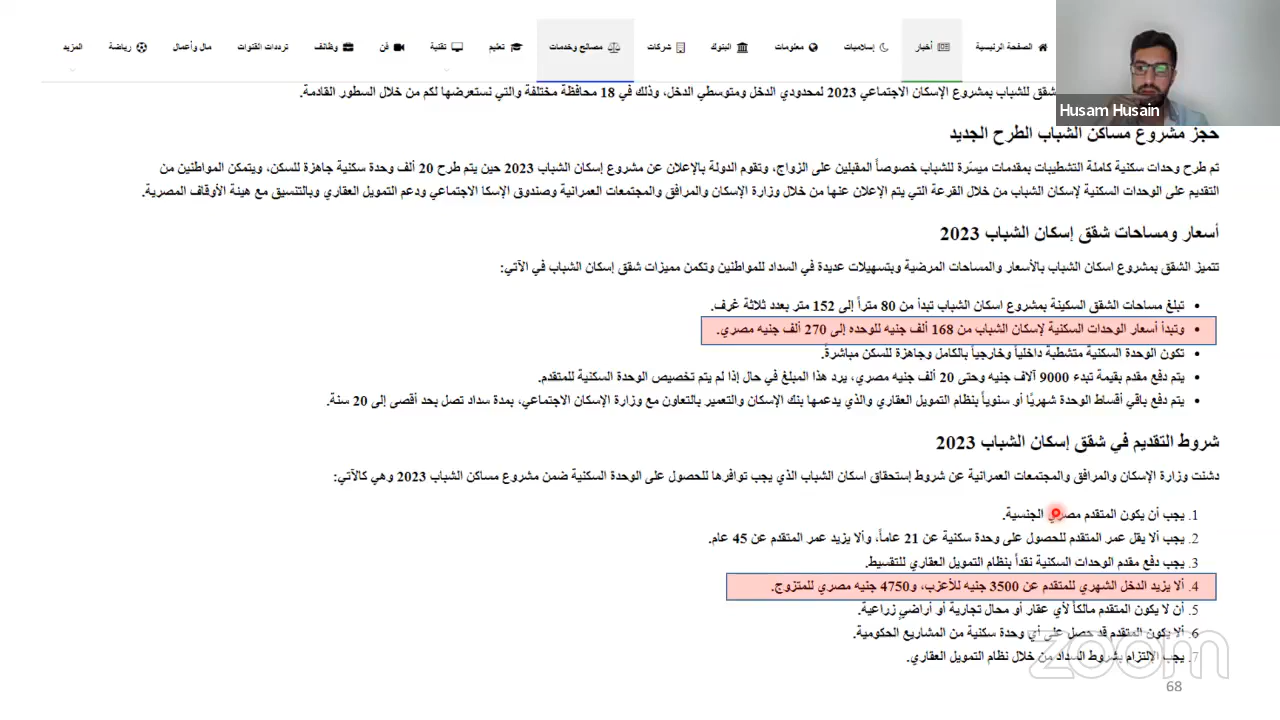 الصفحة الرئيسية أخبار إسلاميات معلومات البنوك شركات مصالح وخدمات تعليم تقنية فن وظائف ترددات القنوات مال وأعمال رياضة المزيد
Husam Husain
شقق للشباب بمشروع الإسكان الاجتماعي 2023 لمحدودي الدخل ومتوسطي الدخل، وذلك في 18 محافظة مختلفة والتي نستعرضها لكم من خلال السطور القادمة.
حجز مشروع مساكن الشباب الطرح الجديد
تم طرح وحدات سكنية كاملة التشطيبات بمقدمات ميسّرة للشباب خصوصاً المقبلين على الزواج، وتقوم الدولة بالإعلان عن مشروع إسكان الشباب 2023 حين يتم طرح 20 ألف وحدة سكنية جاهزة للسكن، ويتمكن المواطنين من
التقديم على الوحدات السكنية لإسكان الشباب من خلال القرعة التي يتم الإعلان عنها من خلال وزارة الإسكان والمرافق والمجتمعات العمرانية وصندوق الإسكا الاجتماعي ودعم التمويل العقاري وبالتنسيق مع هيئة الأوقاف المصرية.
أسعار ومساحات شقق إسكان الشباب 2023
تتميز الشقق بمشروع اسكان الشباب بالأسعار والمساحات المرضية وبتسهيلات عديدة في السداد للمواطنين وتكمن مميزات شقق إسكان الشباب في الآتي:
• تبلغ مساحات الشقق السكينة بمشروع اسكان الشباب تبدأ من 80 متراً إلى 152 متر بعدد ثلاثة غرف.
• وتبدأ أسعار الوحدات السكنية لإسكان الشباب من 168 ألف جنيه للوحده إلى 270 ألف جنيه مصري.
• تكون الوحدة السكنية متشطبة داخلياً وخارجياً بالكامل وجاهزة للسكن مباشرةً.
• يتم دفع مقدم بقيمة تبدء 9000 آلاف جنيه وحتى 20 ألف جنيه مصري، يرد هذا المبلغ في حال إذا لم يتم تخصيص الوحدة السكنية للمتقدم.
• يتم دفع باقي أقساط الوحدة شهريًا أو سنوياً بنظام التمويل العقاري والذي يدعمها بنك الإسكان والتعمير بالتعاون مع وزارة الإسكان الاجتماعي، بمدة سداد تصل بحد أقصى إلى 20 سنة.
شروط التقديم في شقق إسكان الشباب 2023
دشنت وزارة الإسكان والمرافق والمجتمعات العمرانية عن شروط إستحقاق اسكان الشباب الذي يجب توافرها للحصول على الوحدة السكنية ضمن مشروع مساكن الشباب 2023 وهي كالآتي:
1. يجب أن يكون المتقدم مصري الجنسية.
2. يجب ألا يقل عمر المتقدم للحصول على وحدة سكنية عن 21 عاماً، وألا يزيد عمر المتقدم عن 45 عام.
3. يجب دفع مقدم الوحدات السكنية نقداً بنظام التمويل العقاري للتقسيط.
4. ألا يزيد الدخل الشهري للمتقدم عن 3500 جنيه للأعزب، و4750 جنيه مصري للمتزوج.
5. أن لا يكون المتقدم مالكاً لأي عقار أو محال تجارية أو أراضي زراعية.
6. ألا يكون المتقدم قد حصل على أي وحدة سكنية من المشاريع الحكومية.
7. يجب الإلتزام بشروط السداد من خلال نظام التمويل العقاري.
zoom
68